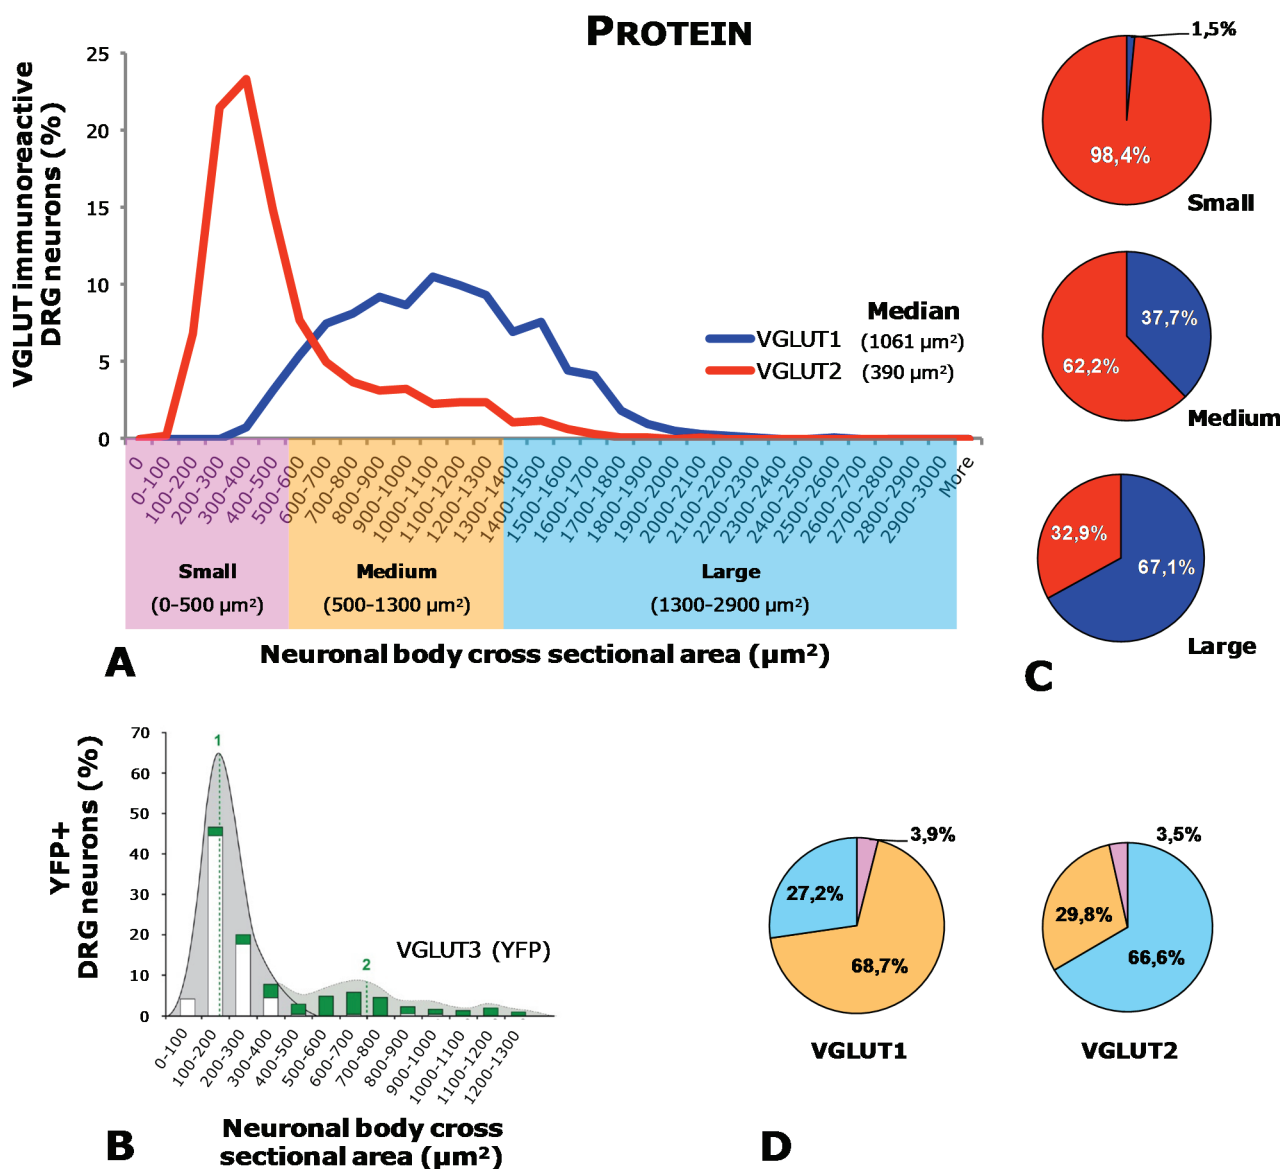 PROTEIN
VGLUT immunoreactive
DRG neurons (%)
25
20
15
10
5
0
Median
VGLUT1 (1061 µm²)
VGLUT2 (390 µm²)
0
0-100
100-200
200-300
300-400
400-500
500-600
600-700
700-800
800-900
900-1000
1000-1100
1100-1200
1200-1300
1300-1400
1400-1500
1500-1600
1600-1700
1700-1800
1800-1900
1900-2000
2000-2100
2100-2200
2200-2300
2300-2400
2400-2500
2500-2600
2600-2700
2700-2800
2800-2900
2900-3000
More
Small
(0-500 µm²)
Medium
(500-1300 µm²)
Large
(1300-2900 µm²)
A
Neuronal body cross sectional area (µm²)
1,5%
98,4%
Small
37,7%
62,2%
Medium
32,9%
67,1%
Large
C
YFP+
DRG neurons (%)
70
60
50
40
30
20
10
0
1
2
VGLUT3 (YFP)
0-100
100-200
200-300
300-400
400-500
500-600
600-700
700-800
800-900
900-1000
1000-1100
1100-1200
1200-1300
B
Neuronal body cross
sectional area (µm²)
3,9%
27,2%
68,7%
VGLUT1
3,5%
29,8%
66,6%
VGLUT2
D